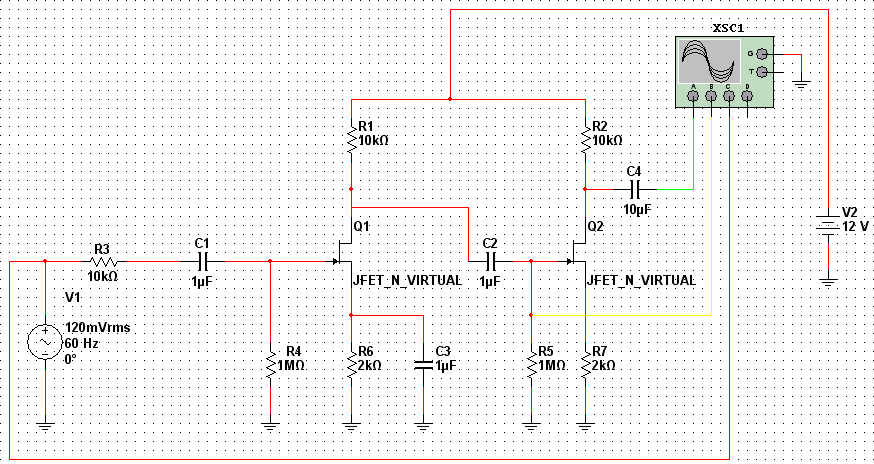 XSC1
G
T
A B C D
R1
10kΩ
R2
10kΩ
C4
10µF
V2
12 V
Q1
Q2
R3
10kΩ
C1
1µF
C2
1µF
JFET_N_VIRTUAL
JFET_N_VIRTUAL
V1
120mVrms
60 Hz
0°
R4
1MΩ
R6
2kΩ
C3
1µF
R5
1MΩ
R7
2kΩ